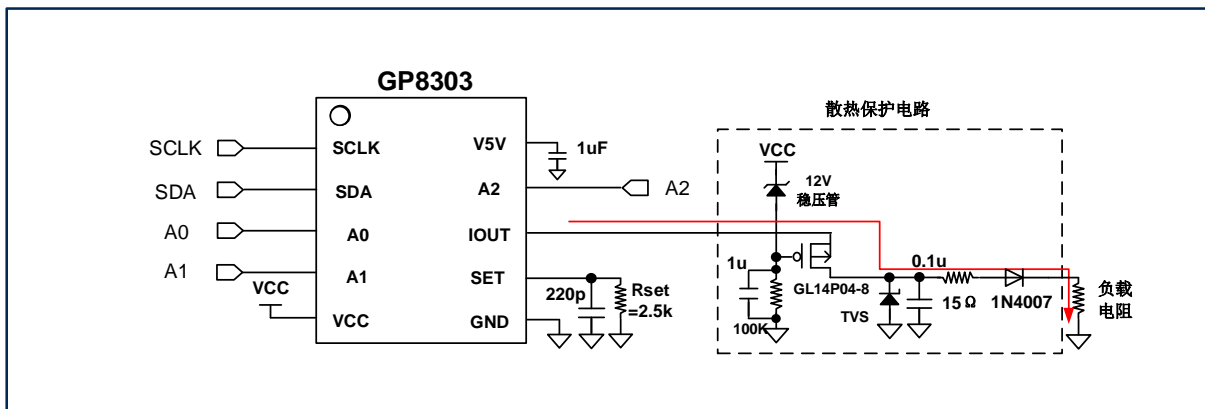 GP8303
散热保护电路
SCLK
SCLK
V5V
1uF
VCC
12V
稳压管
SDA
SDA
A2
A2
A0
A0
IOUT
A1
A1
SET
1u
0.1u
VCC
220p
Rset
=2.5k
GL14P04-8
15Ω
1N4007
负载
电阻
VCC
GND
100K
TVS